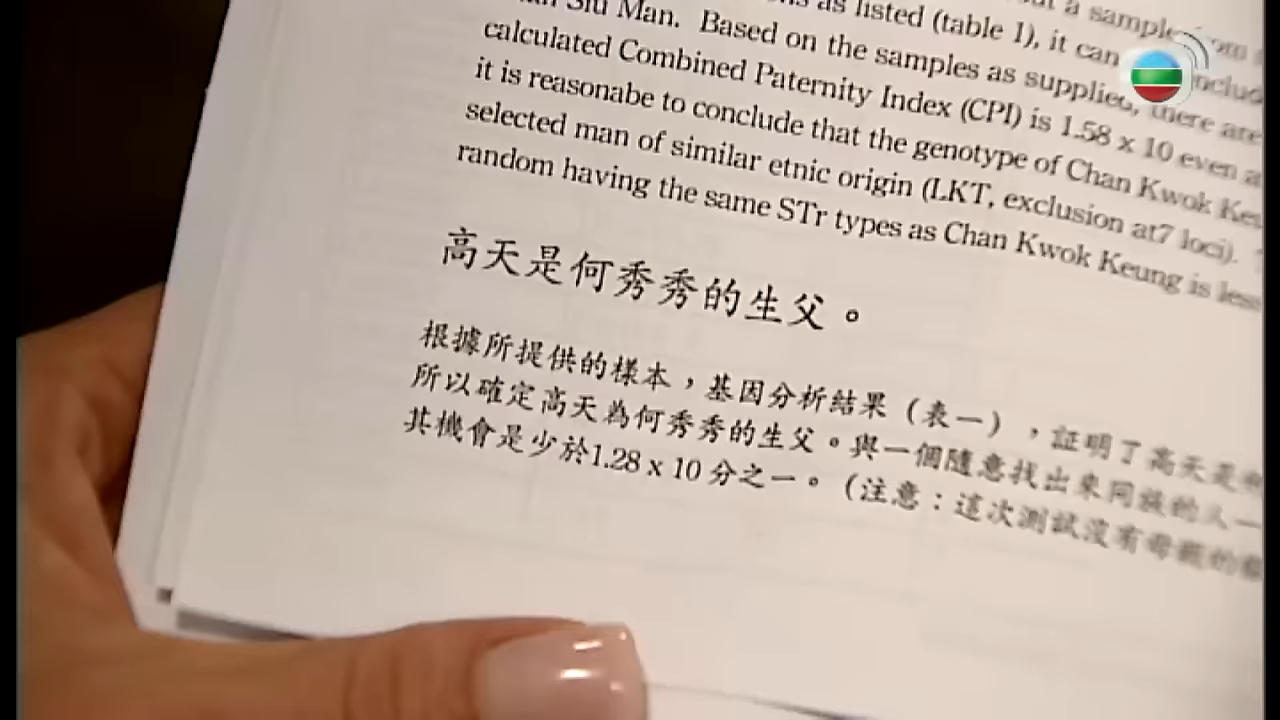 a sample
Siu Man. Based on the samples as listed (table 1), it can
calculated Combined Paternity Index (CPI) is 1.58 x 10 even
it is reasonabe to conclude that the genotype of Chan Kwok
selected man of similar etnic origin (LKT, exclusion at7 loci).
random having the same STr types as Chan Kwok Keung is less
高天是何秀秀的生父。
根據所提供的樣本，基因分析結果（表一），証明了高天是
所以確定高天為何秀秀的生父。與一個隨意找出來同族的人一
其機會是少於1.28 x 10 分之一。（注意：這次測試沒有母親的